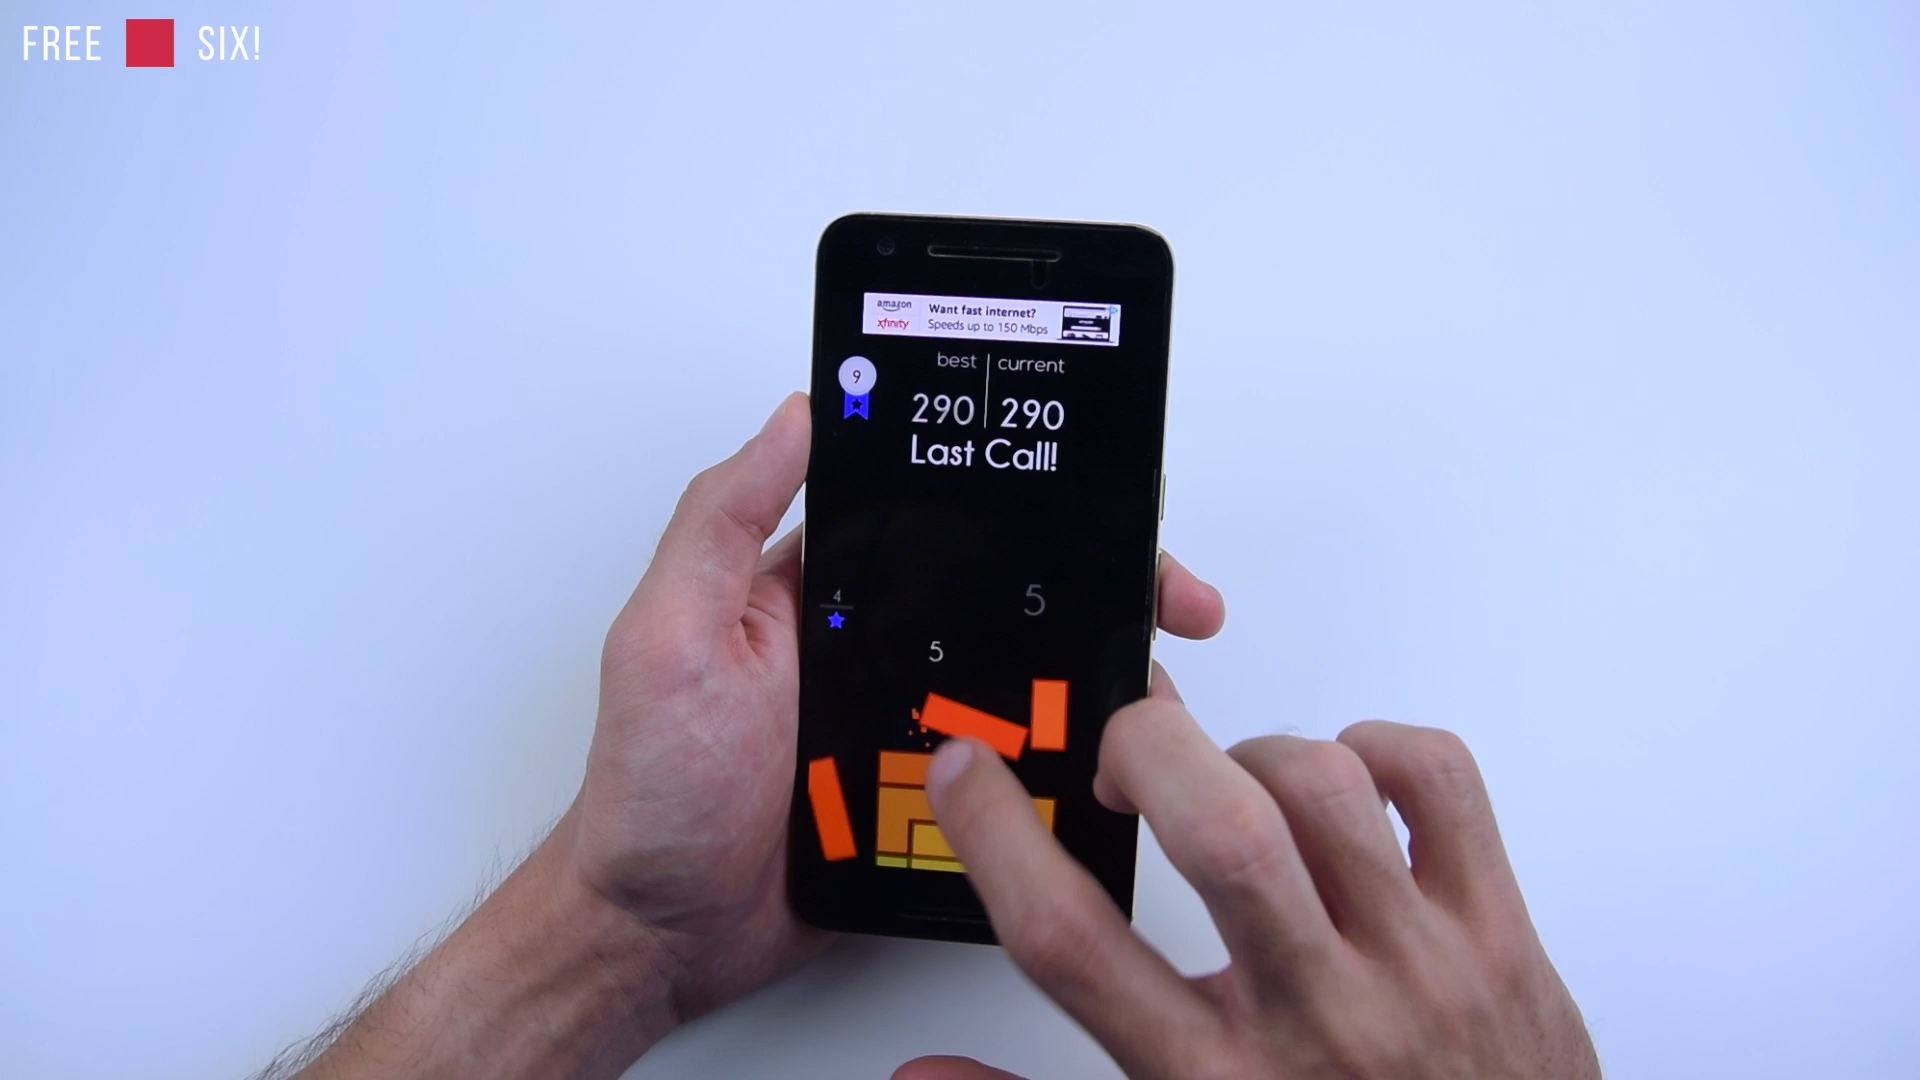 FREE SIX!
amazon
xfinity
Want fast internet?
Speeds up to 150 Mbps
best current
9
290 290
Last Call!
4
5
5